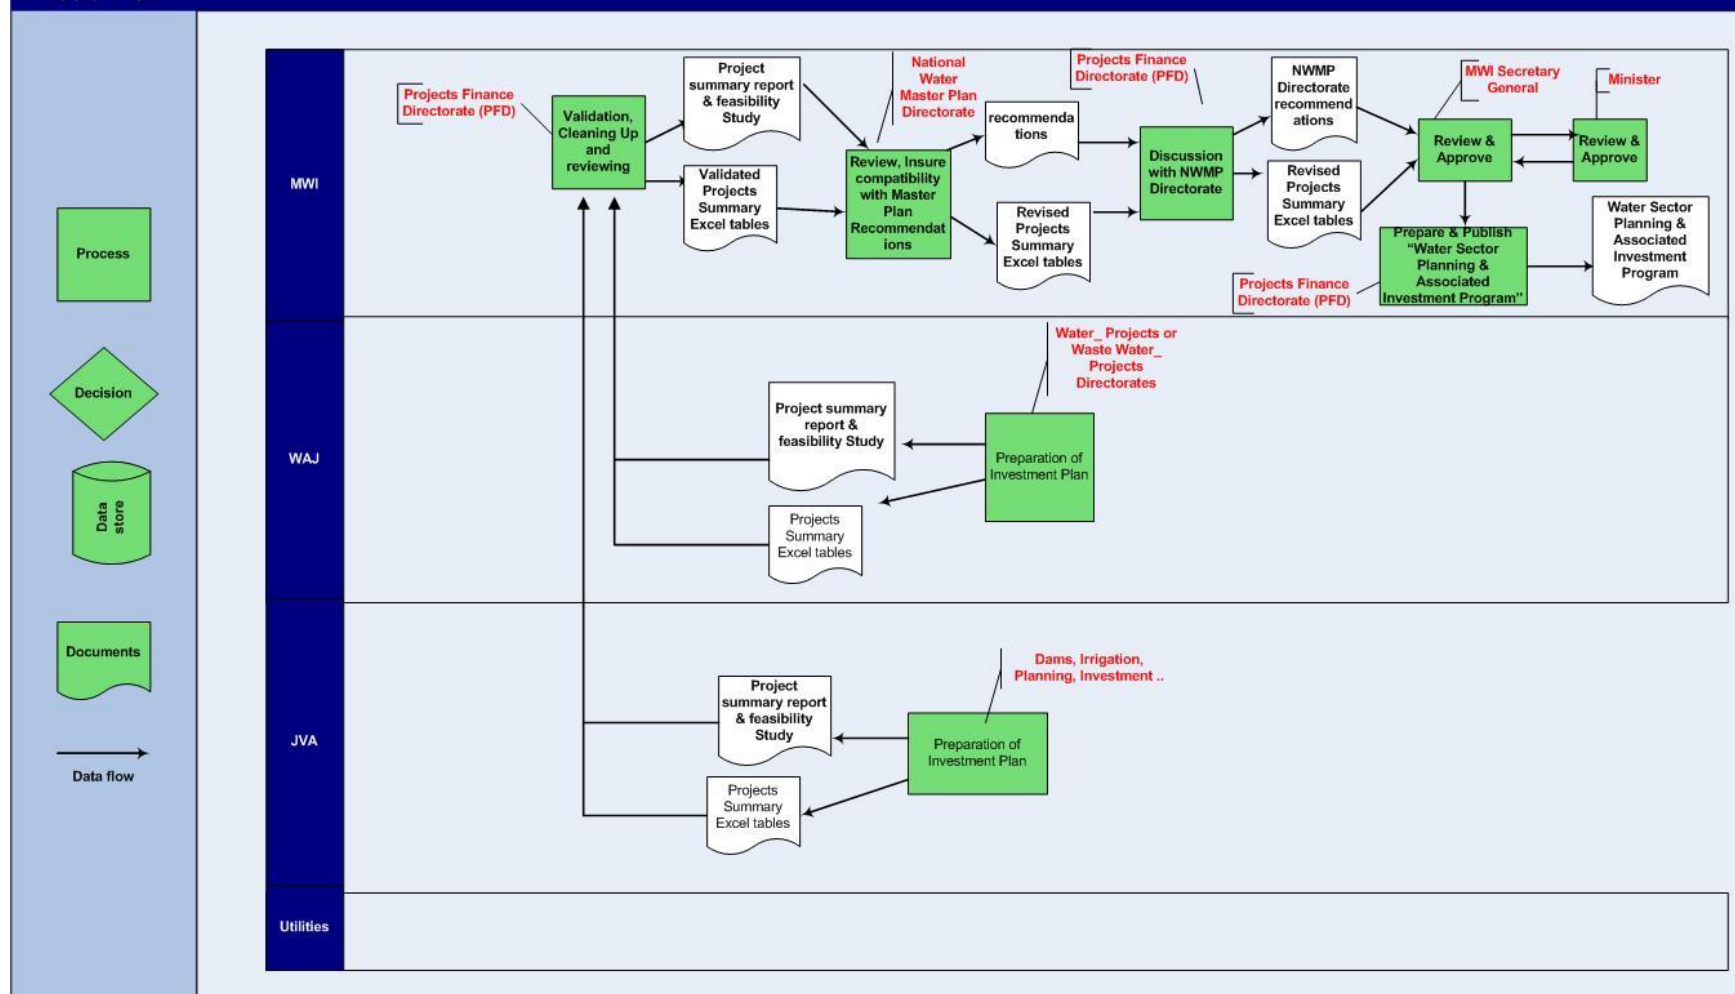 Process
Decision
Data
store
Documents
Data flow
MWI
Projects Finance
Directorate (PFD)
Validation,
Cleaning Up
and
reviewing
Project
summary report
& feasibility
Study
Validated
Projects
Summary
Excel tables
National
Water
Master Plan
Directorate
Review, Insure
compatibility
with Master
Plan
Recommendat
ions
recommenda
tions
Revised
Projects
Summary
Excel tables
Projects Finance
Directorate (PFD)
Discussion
with NWMP
Directorate
NWMP
Directorate
recommend
ations
Revised
Projects
Summary
Excel tables
MWI Secretary
General
Review &
Approve
Minister
Review &
Approve
Projects Finance
Directorate (PFD)
Prepare & Publish
“Water Sector
Planning &
Associated
Investment Program”
Water Sector
Planning &
Associated
Investment
Program
WAJ
Water_ Projects or
Waste Water_
Projects
Directorates
Project summary
report &
feasibility Study
Preparation of
Investment Plan
Projects
Summary
Excel tables
JVA
Dams, Irrigation,
Planning, Investment ..
Project
summary report
& feasibility
Study
Preparation of
Investment Plan
Projects
Summary
Excel tables
Utilities